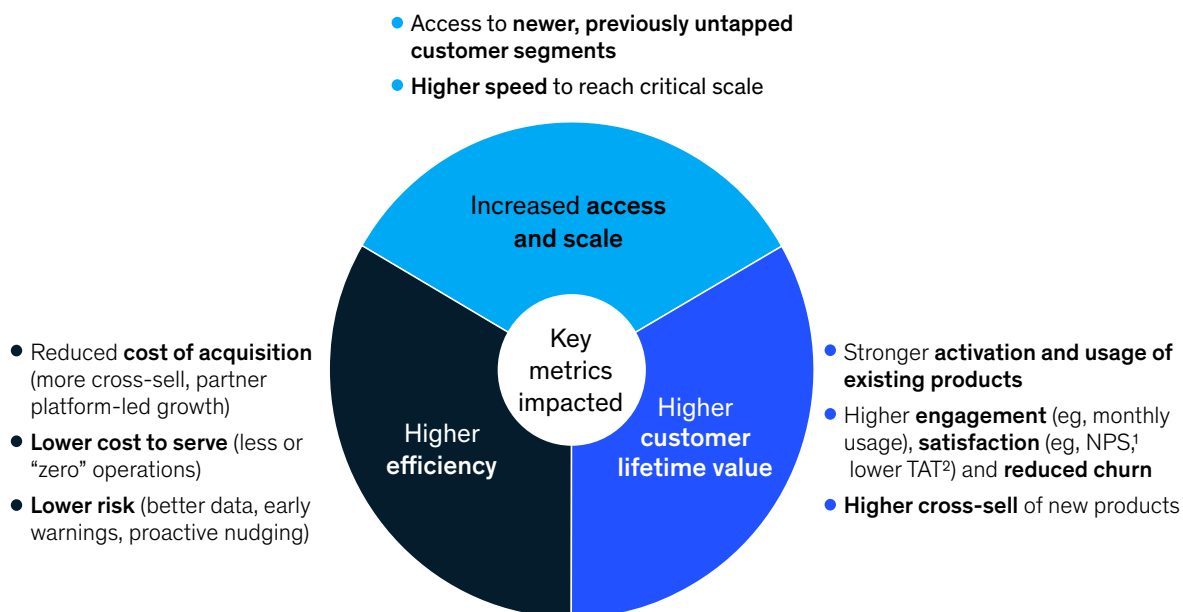 • Access to newer, previously untapped
customer segments
• Higher speed to reach critical scale
Increased access
and scale
Key
metrics
impacted
Higher
efficiency
Higher
customer
lifetime value
• Reduced cost of acquisition
(more cross-sell, partner
platform-led growth)
• Lower cost to serve (less or
“zero” operations)
• Lower risk (better data, early
warnings, proactive nudging)
• Stronger activation and usage of
existing products
• Higher engagement (eg, monthly
usage), satisfaction (eg, NPS,¹
lower TAT²) and reduced churn
• Higher cross-sell of new products